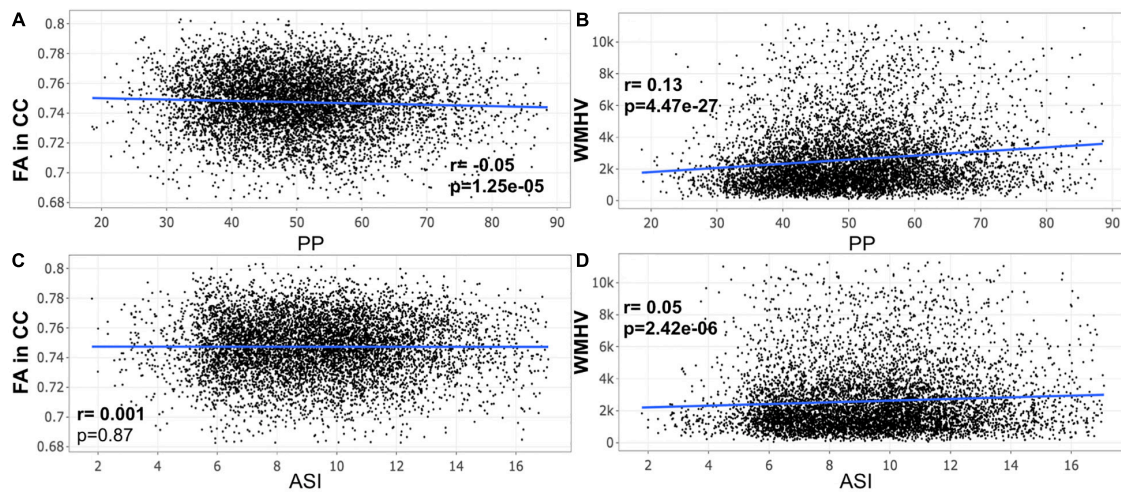 A
FA in CC
0.8
0.78
0.76
0.74
0.72
0.7
0.68
r= -0.05
p=1.25e-05
20 30 40 50 60 70 80 90
PP
B
WMHV
10k
8k
6k
4k
2k
0
r= 0.13
p=4.47e-27
20 30 40 50 60 70 80 90
PP
C
FA in CC
0.8
0.78
0.76
0.74
0.72
0.7
0.68
r= 0.001
p=0.87
2 4 6 8 10 12 14 16
ASI
D
WMHV
10k
8k
6k
4k
2k
0
r= 0.05
p=2.42e-06
2 4 6 8 10 12 14 16
ASI